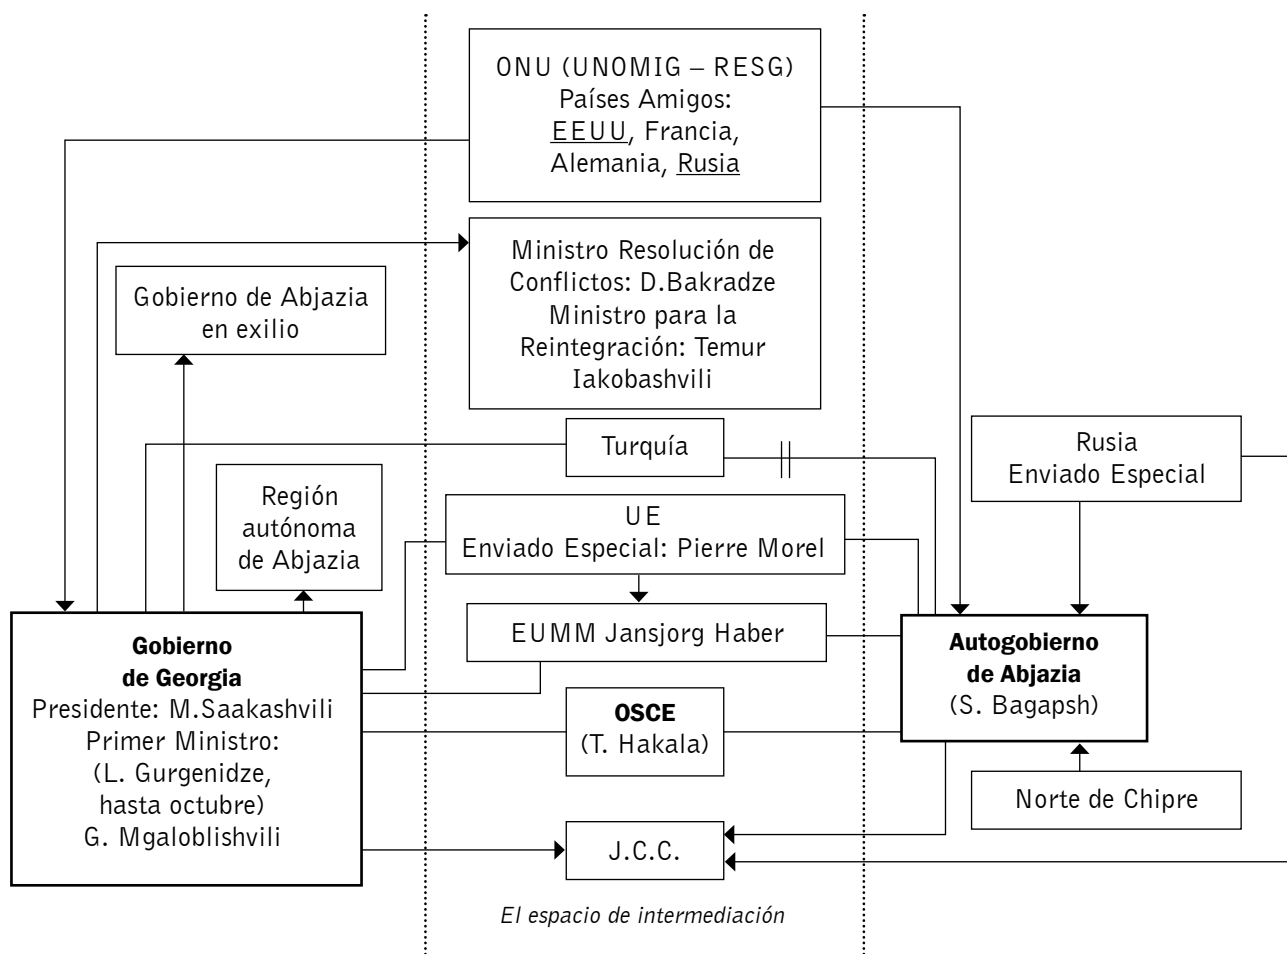 ONU (UNOMIG – RESG)
Países Amigos:
EEUU, Francia,
Alemania, Rusia
Ministro Resolución de
Conflictos: D.Bakradze
Ministro para la
Reintegración: Temur
Iakobashvili
Gobierno de Abjazia
en exilio
Turquía
Rusia
Enviado Especial
Región
autónoma
de Abjazia
UE
Enviado Especial: Pierre Morel
EUMM Jansjorg Haber
Gobierno
de Georgia
Presidente: M.Saakashvili
Primer Ministro:
(L. Gurgenidze,
hasta octubre)
G. Mgaloblishvili
Autogobierno
de Abjazia
(S. Bagapsh)
OSCE
(T. Hakala)
Norte de Chipre
J.C.C.
El espacio de intermediación